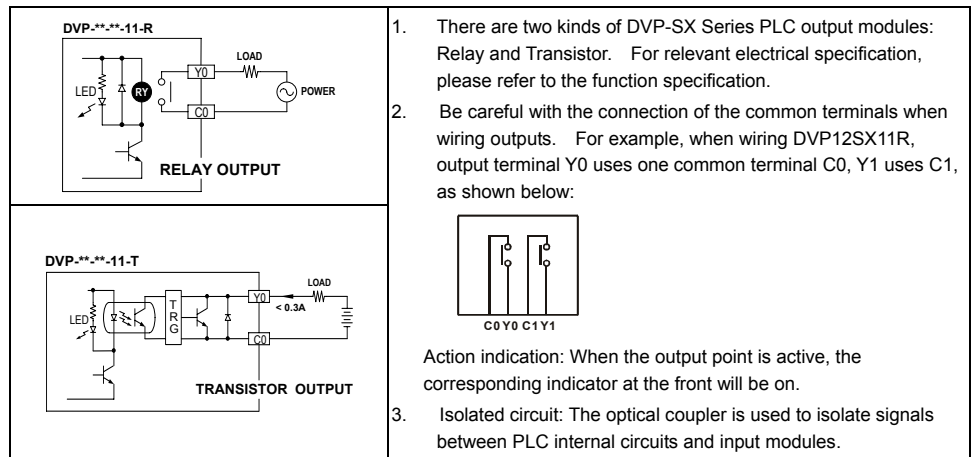 DVP-**-**-11-R
LOAD
Y0
LED
RY
POWER
C0
RELAY OUTPUT
DVP-**-**-11-T
LOAD
Y0
< 0.3A
T
R
G
LED
C0
TRANSISTOR OUTPUT
1. There are two kinds of DVP-SX Series PLC output modules:
Relay and Transistor. For relevant electrical specification,
please refer to the function specification.
2. Be careful with the connection of the common terminals when
wiring outputs. For example, when wiring DVP12SX11R,
output terminal Y0 uses one common terminal C0, Y1 uses C1,
as shown below:
C0 Y0 C1 Y1
Action indication: When the output point is active, the
corresponding indicator at the front will be on.
3. Isolated circuit: The optical coupler is used to isolate signals
between PLC internal circuits and input modules.